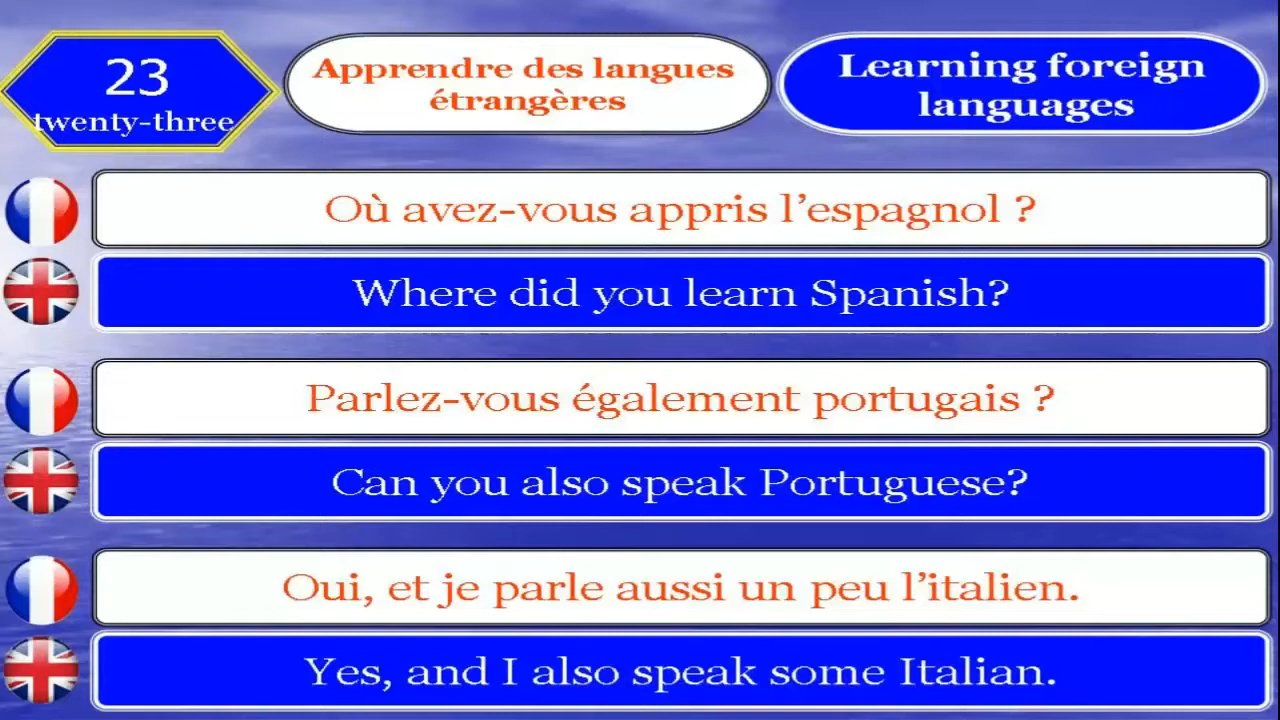 23
twenty-three
Apprendre des langues
étrangères
Learning foreign
languages
Où avez-vous appris l’espagnol ?
Where did you learn Spanish?
Parlez-vous également portugais ?
Can you also speak Portuguese?
Oui, et je parle aussi un peu l’italien.
Yes, and I also speak some Italian.